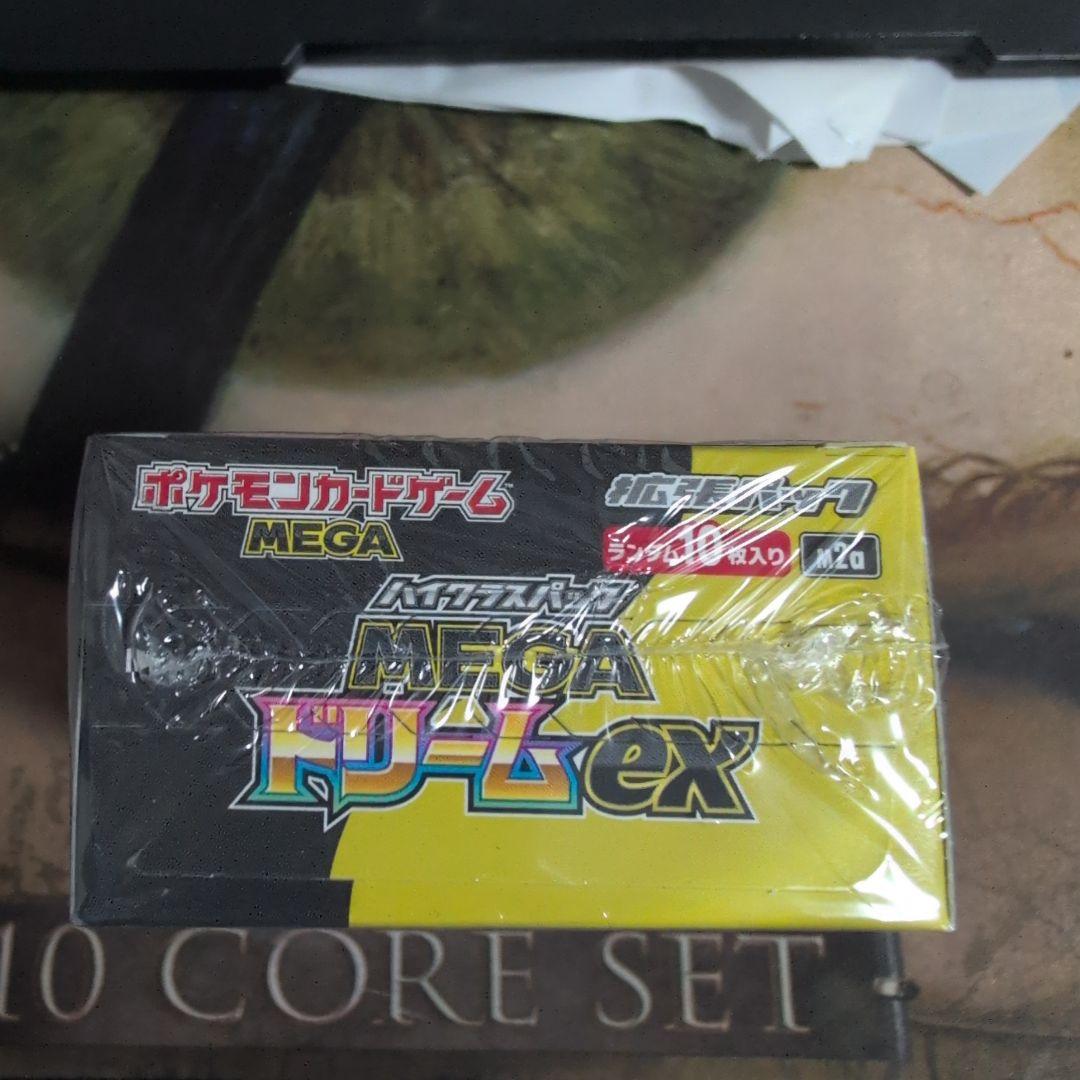 ポケモンカードゲーム
MEGA
拡張パック
ランダム10枚入り
M2a
ハイクラスパック
MEGA
ドリームex
10 CORE SET